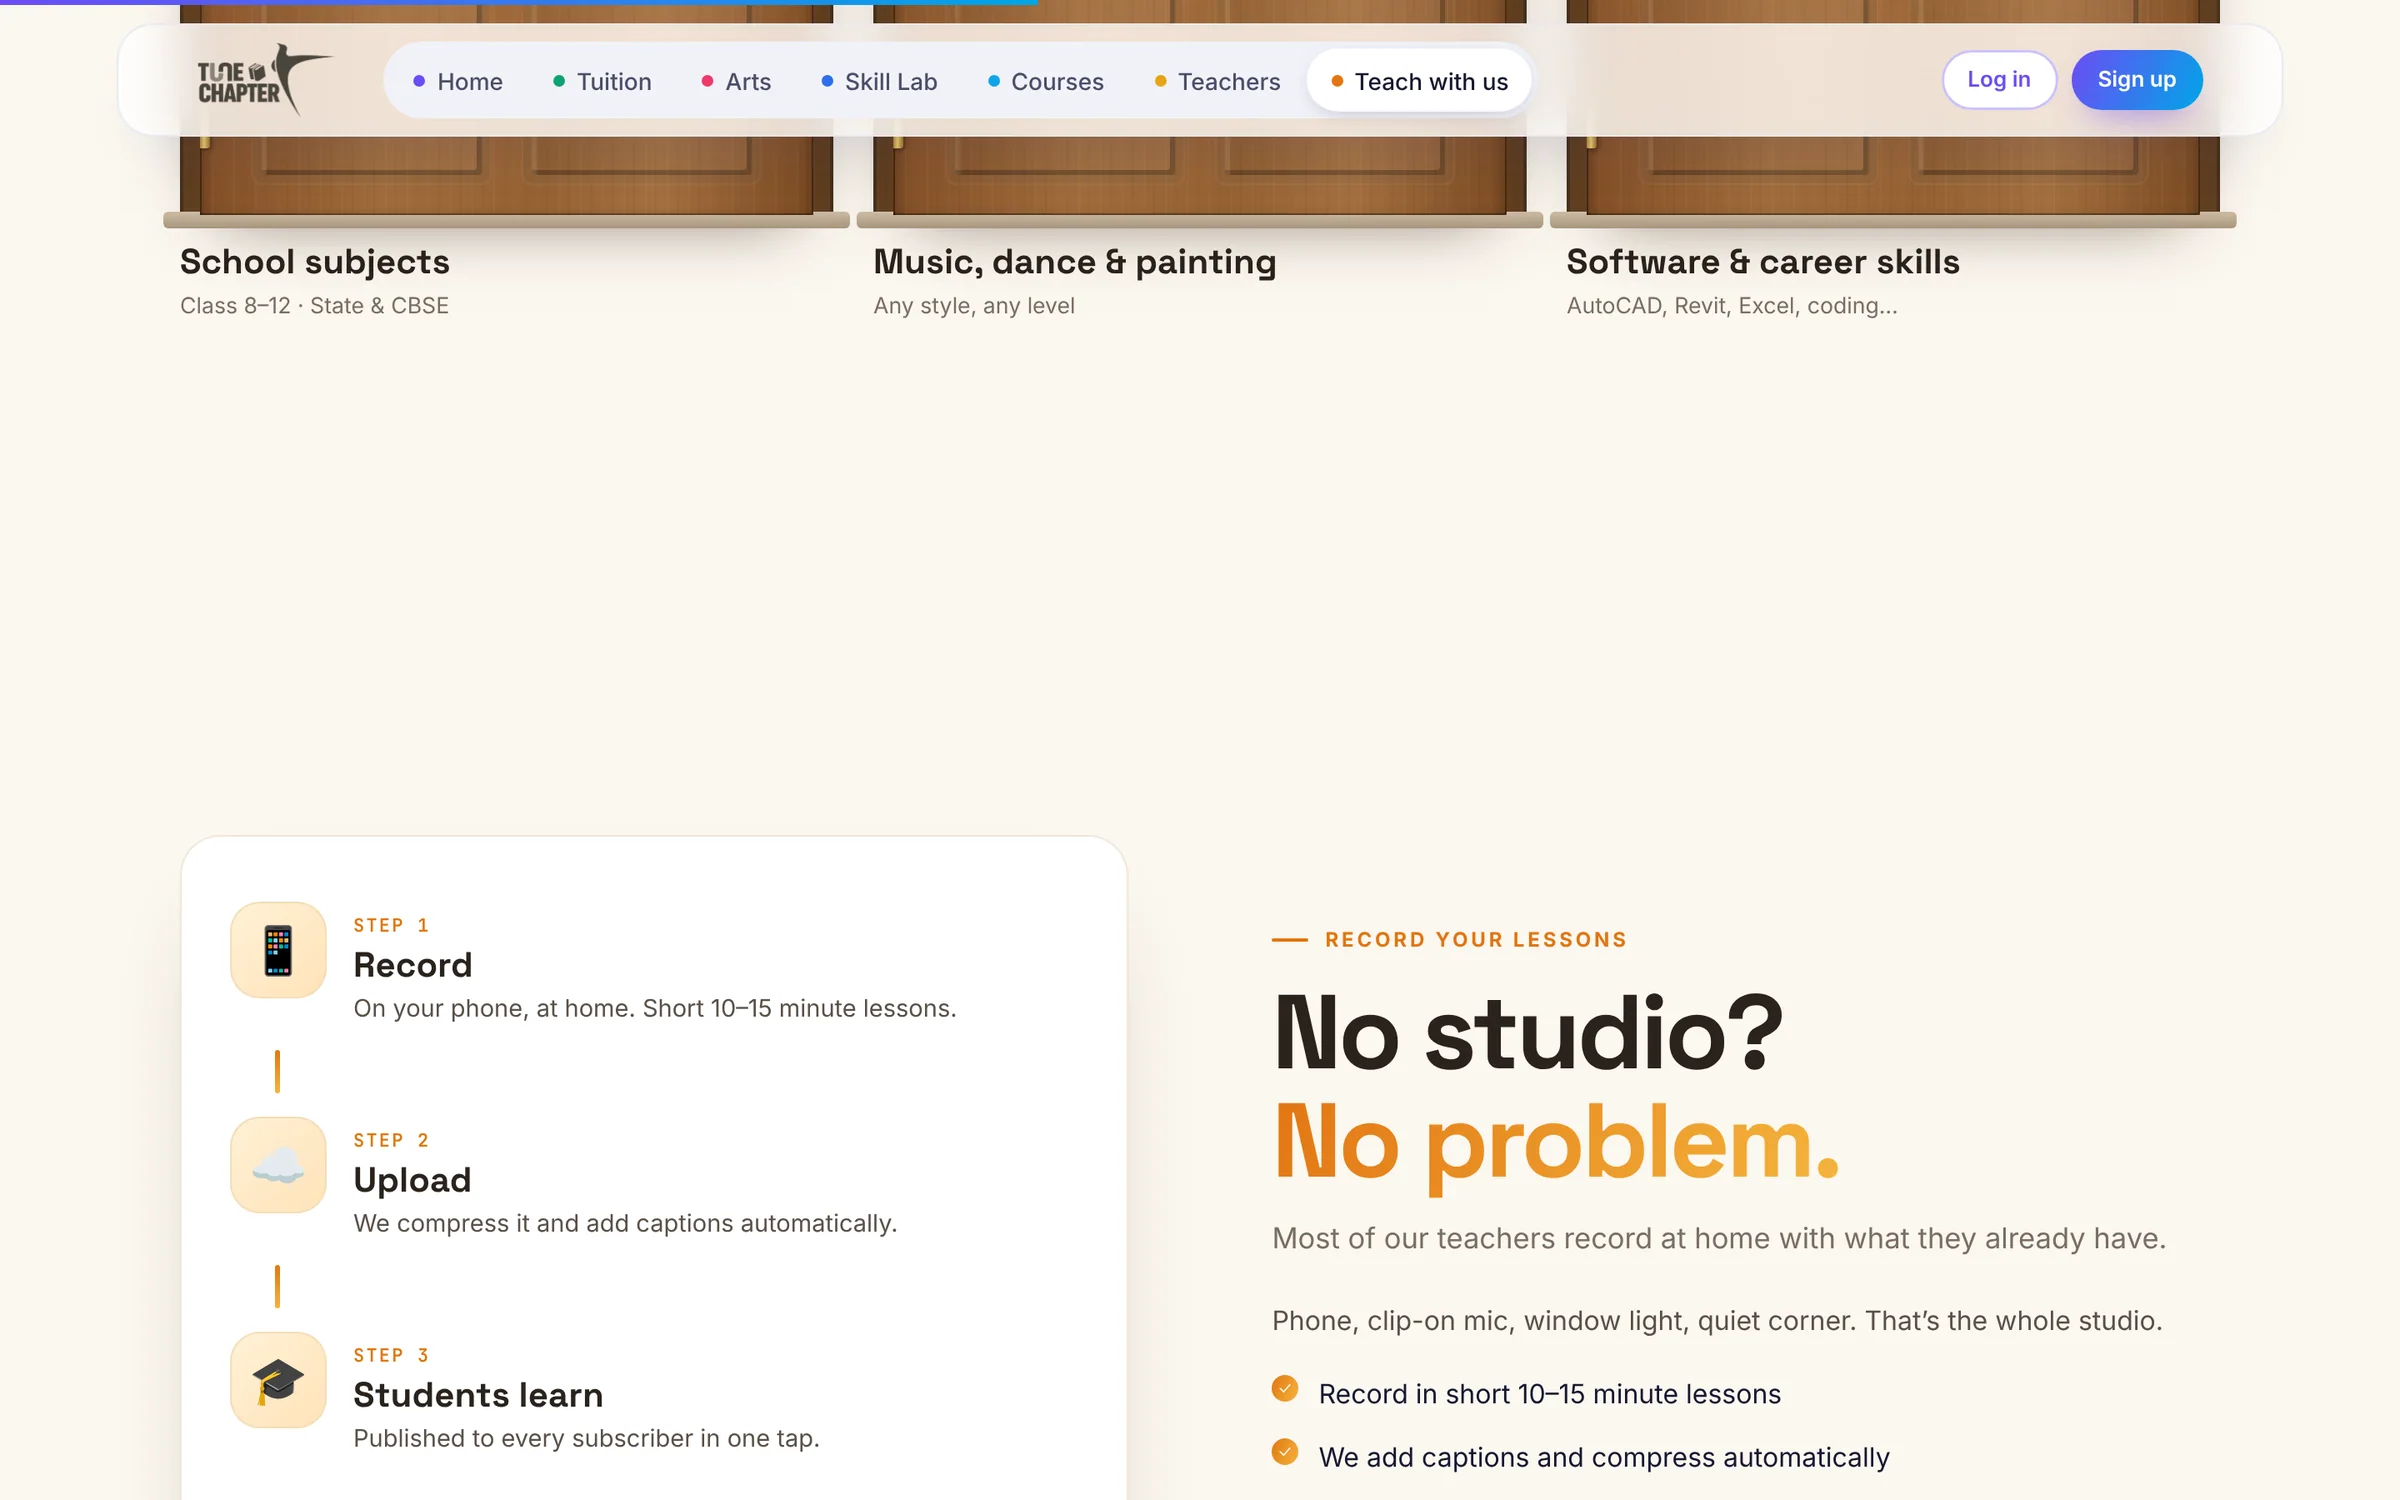 TUNE
CHAPTER
Home
Tuition
Arts
Skill Lab
Courses
Teachers
Teach with us
Log in
Sign up
School subjects
Class 8–12 · State & CBSE
Music, dance & painting
Any style, any level
Software & career skills
AutoCAD, Revit, Excel, coding…
STEP 1
Record
On your phone, at home. Short 10–15 minute lessons.
STEP 2
Upload
We compress it and add captions automatically.
STEP 3
Students learn
Published to every subscriber in one tap.
RECORD YOUR LESSONS
No studio?
No problem.
Most of our teachers record at home with what they already have.
Phone, clip-on mic, window light, quiet corner. That’s the whole studio.
Record in short 10–15 minute lessons
We add captions and compress automatically